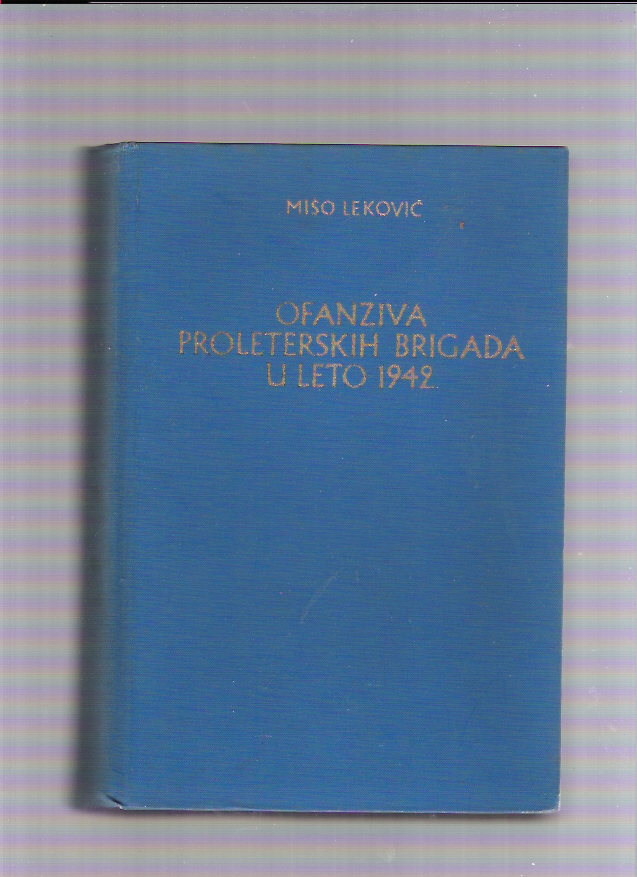 MIŠO LEKOVIĆ
OFANZIVA
PROLETERSKIH BRIGADA
U LETO 1942.